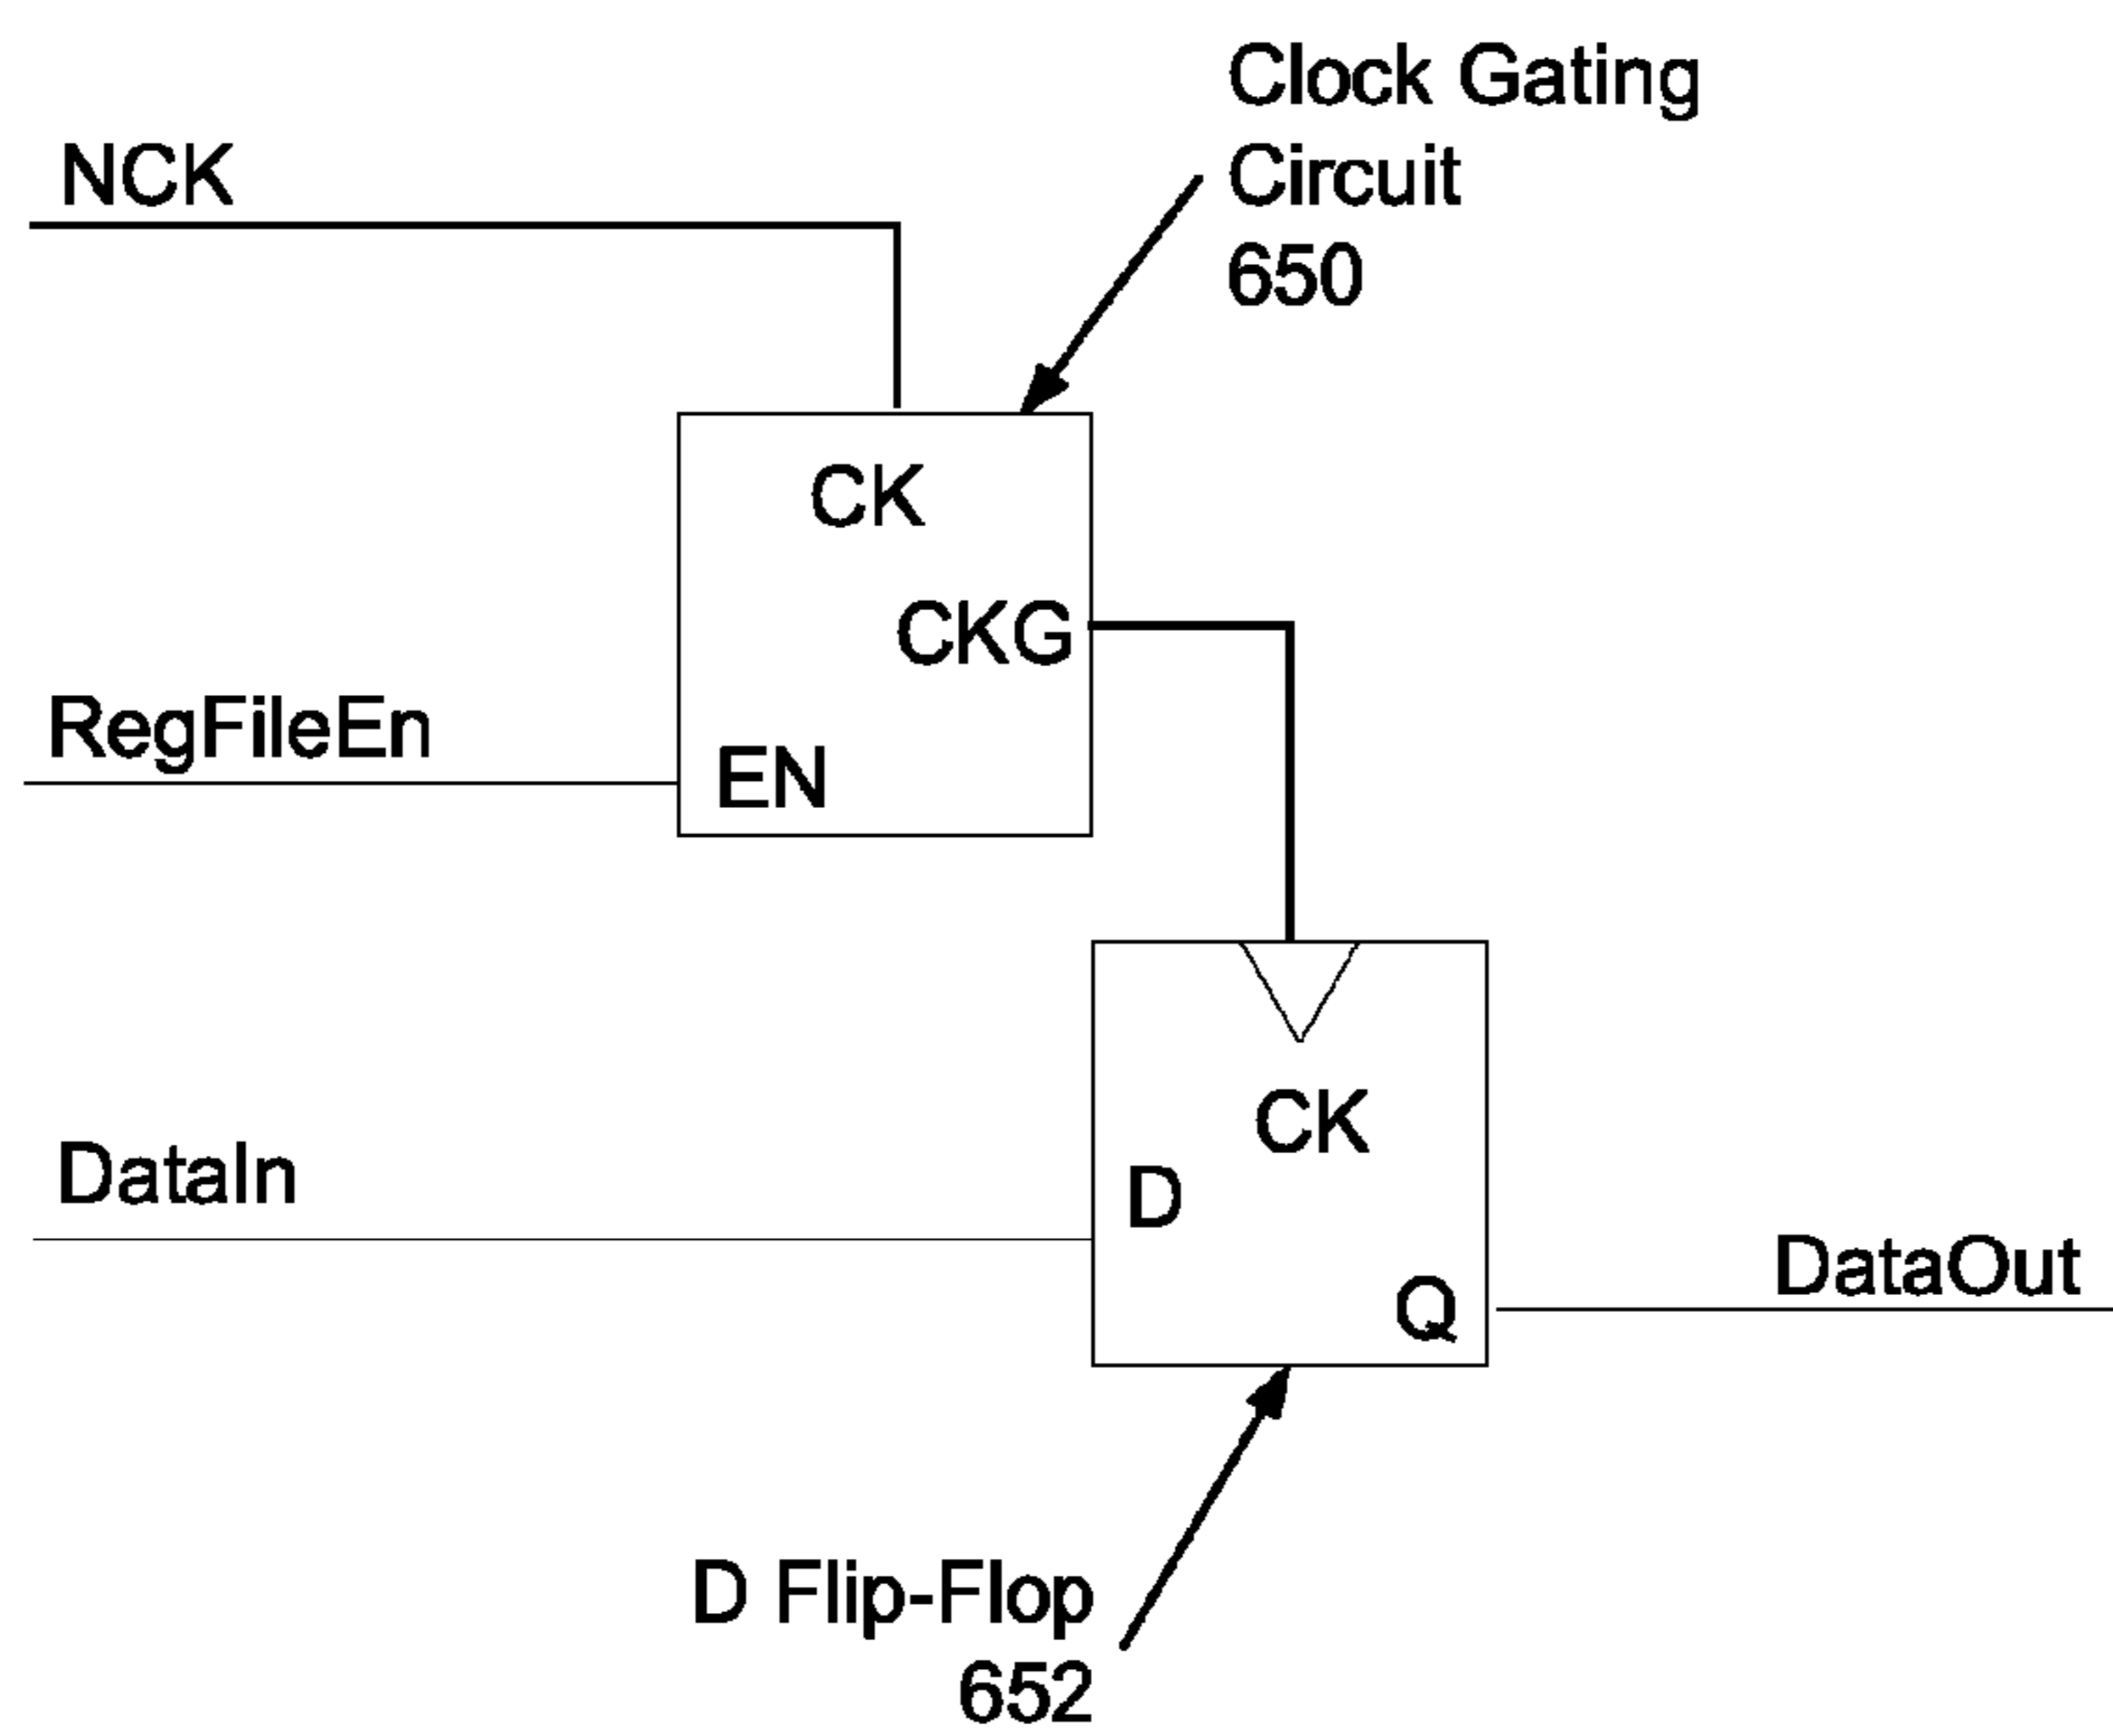 Clock Gating
Circuit
650
NCK
CK
CKG
RegFileEn
EN
CK
DataIn
D
DataOut
Q
D Flip-Flop
652